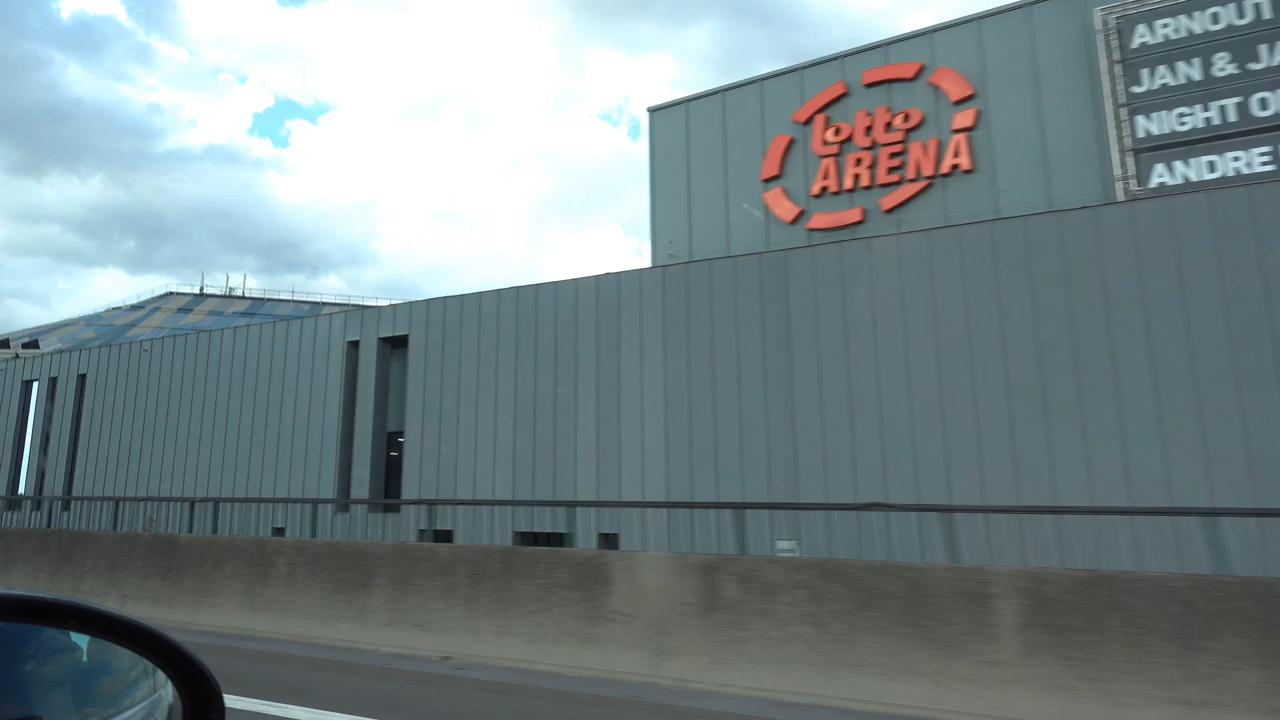 Lotto
ARENA
ARNOUT
JAN & JA
NIGHT O
ANDRE